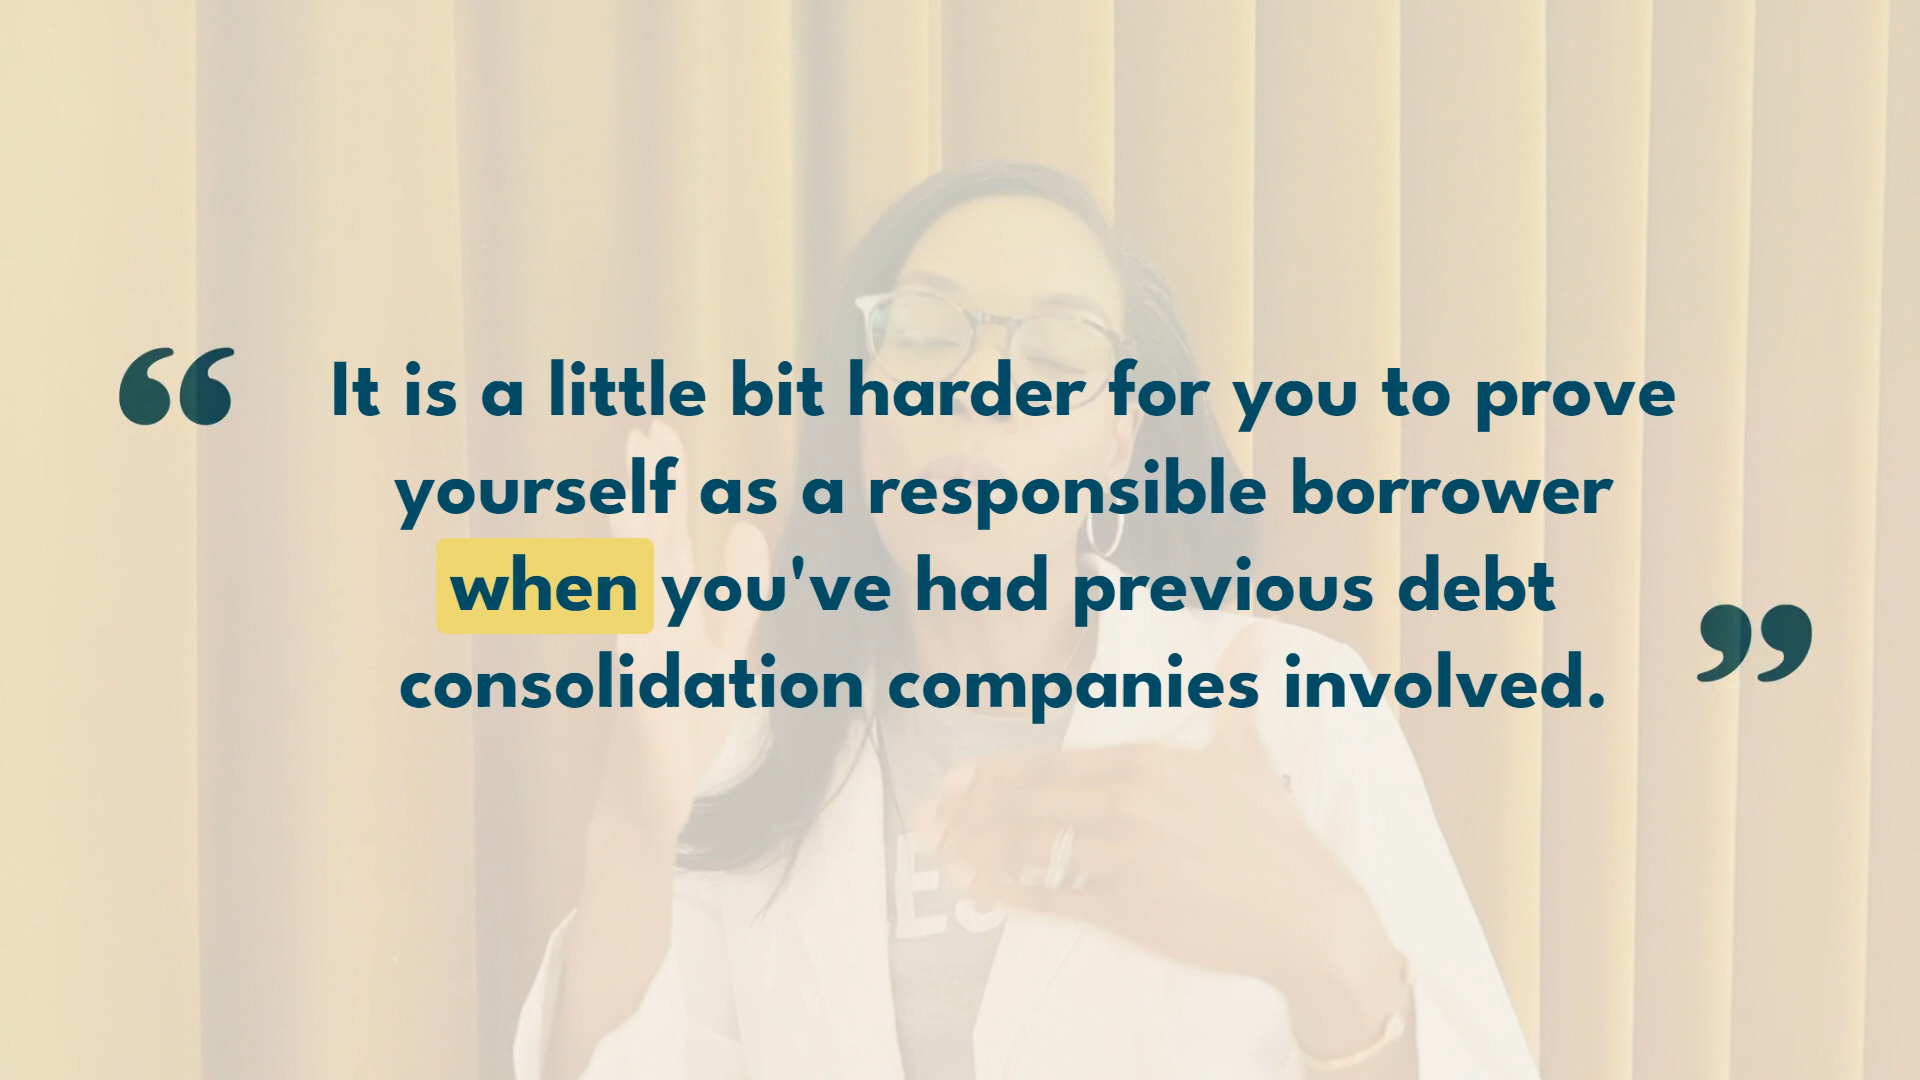 “ It is a little bit harder for you to prove
yourself as a responsible borrower
when you've had previous debt
consolidation companies involved. ”